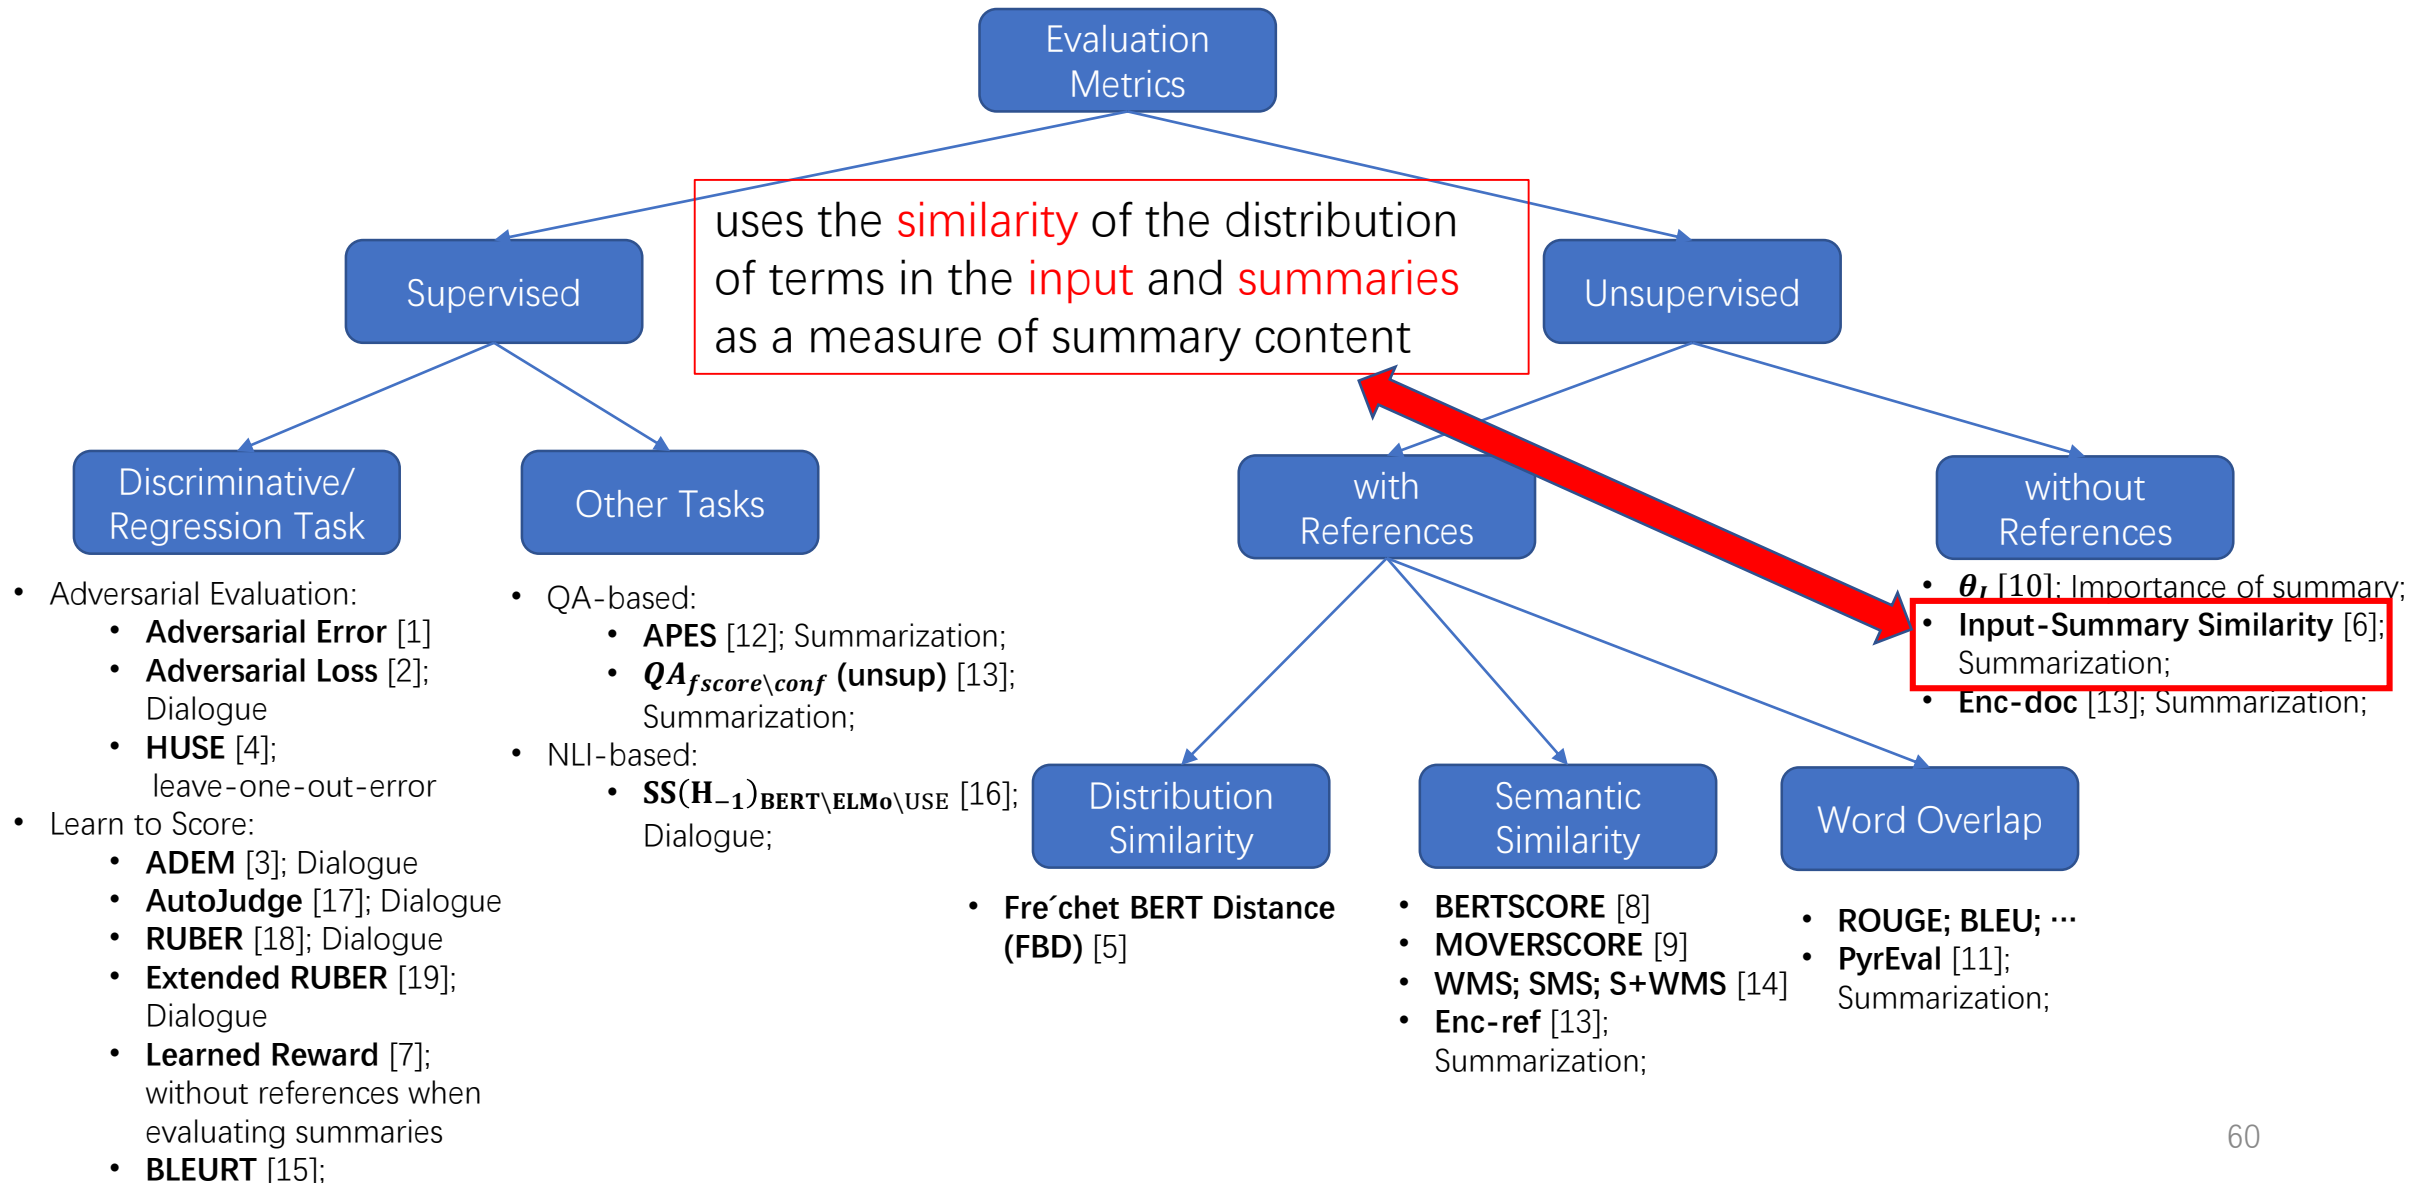 Evaluation
Metrics
uses the similarity of the distribution
of terms in the input and summaries
as a measure of summary content
Supervised
Unsupervised
Discriminative/
Regression Task
Other Tasks
with
References
without
References
• Adversarial Evaluation:
• Adversarial Error [1]
• Adversarial Loss [2];
Dialogue
• HUSE [4];
leave-one-out-error
• Learn to Score:
• ADEM [3]; Dialogue
• AutoJudge [17]; Dialogue
• RUBER [18]; Dialogue
• Extended RUBER [19];
Dialogue
• Learned Reward [7];
without references when
evaluating summaries
• BLEURT [15];
• QA-based:
• APES [12]; Summarization;
• QA_{fscore\conf} (unsup) [13];
Summarization;
• NLI-based:
• SS(H₋₁)_{BERT\ELMo\USE} [16];
Dialogue;
• θ_I [10]; Importance of summary;
• Input-Summary Similarity [6];
Summarization;
• Enc-doc [13]; Summarization;
Distribution
Similarity
Semantic
Similarity
Word Overlap
• Fre´chet BERT Distance
(FBD) [5]
• BERTSCORE [8]
• MOVERSCORE [9]
• WMS; SMS; S+WMS [14]
• Enc-ref [13];
Summarization;
• ROUGE; BLEU; ···
• PyrEval [11];
Summarization;
60